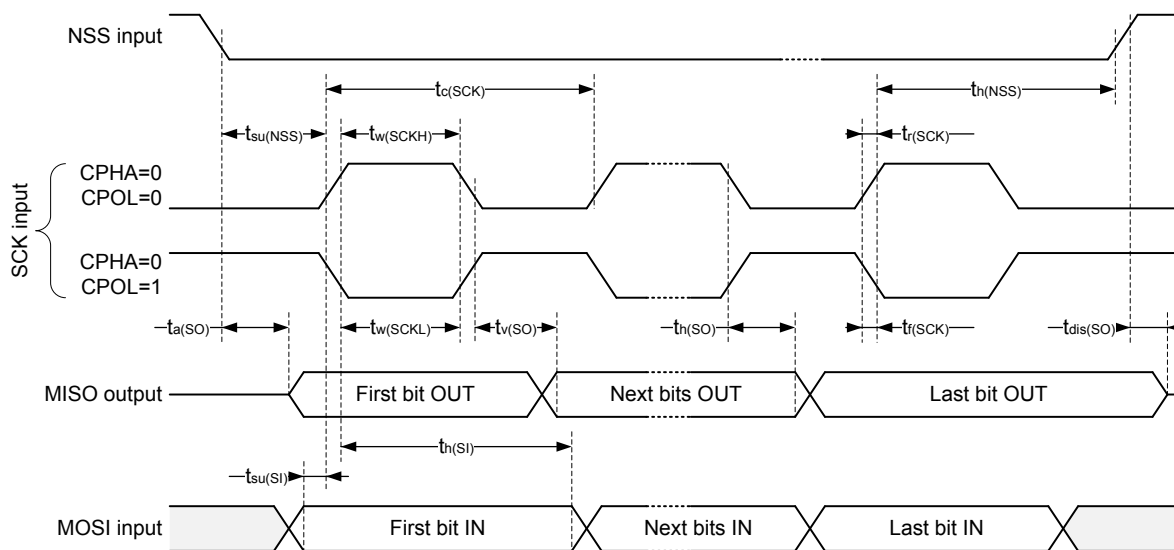 NSS input
tc(SCK)
th(NSS)
tsu(NSS)
tw(SCKH)
tr(SCK)
SCK input
CPHA=0
CPOL=0
CPHA=0
CPOL=1
ta(SO)
tw(SCKL)
tv(SO)
th(SO)
tf(SCK)
tdis(SO)
MISO output
First bit OUT
Next bits OUT
Last bit OUT
th(SI)
tsu(SI)
MOSI input
First bit IN
Next bits IN
Last bit IN